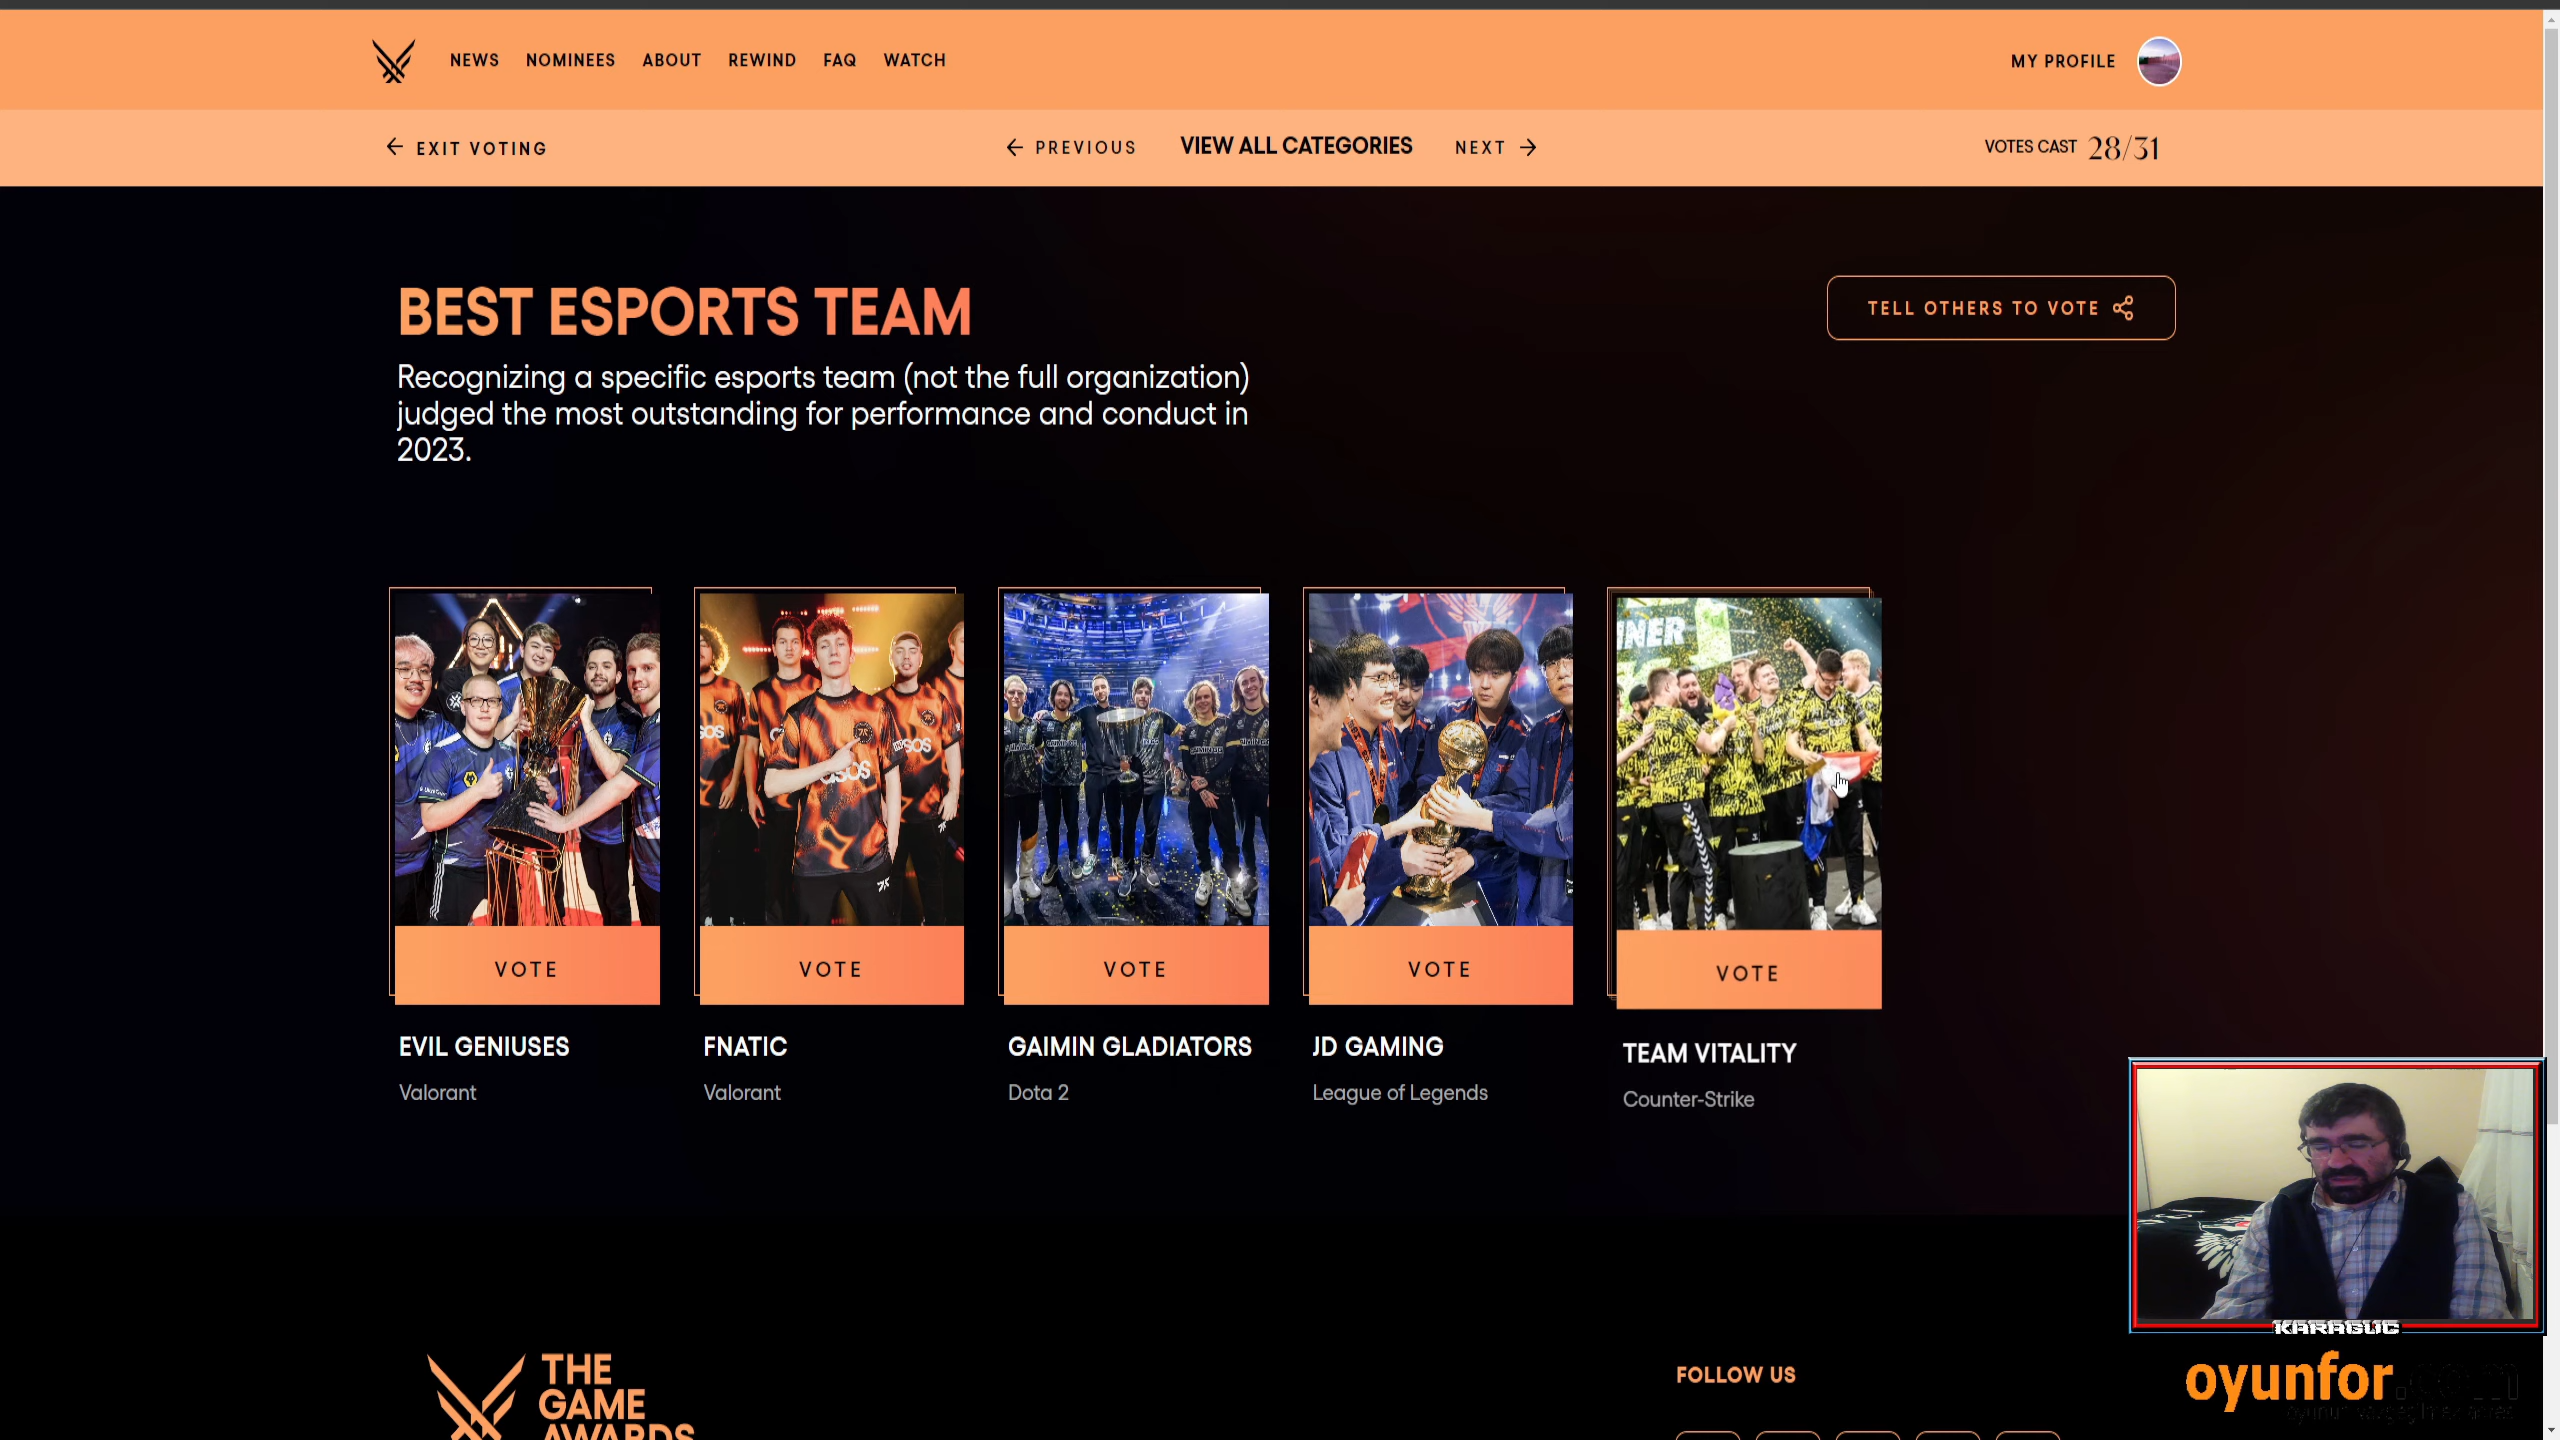 NEWS NOMINEES ABOUT REWIND FAQ WATCH MY PROFILE
EXIT VOTING PREVIOUS VIEW ALL CATEGORIES NEXT VOTES CAST 28/31
BEST ESPORTS TEAM
TELL OTHERS TO VOTE
Recognizing a specific esports team (not the full organization)
judged the most outstanding for performance and conduct in
2023.
VOTE VOTE VOTE VOTE VOTE
EVIL GENIUSES FNATIC GAIMIN GLADIATORS JD GAMING TEAM VITALITY
Valorant Valorant Dota 2 League of Legends Counter-Strike
KARAGUC
THE
GAME
AWARDS
FOLLOW US
oyunfor.com